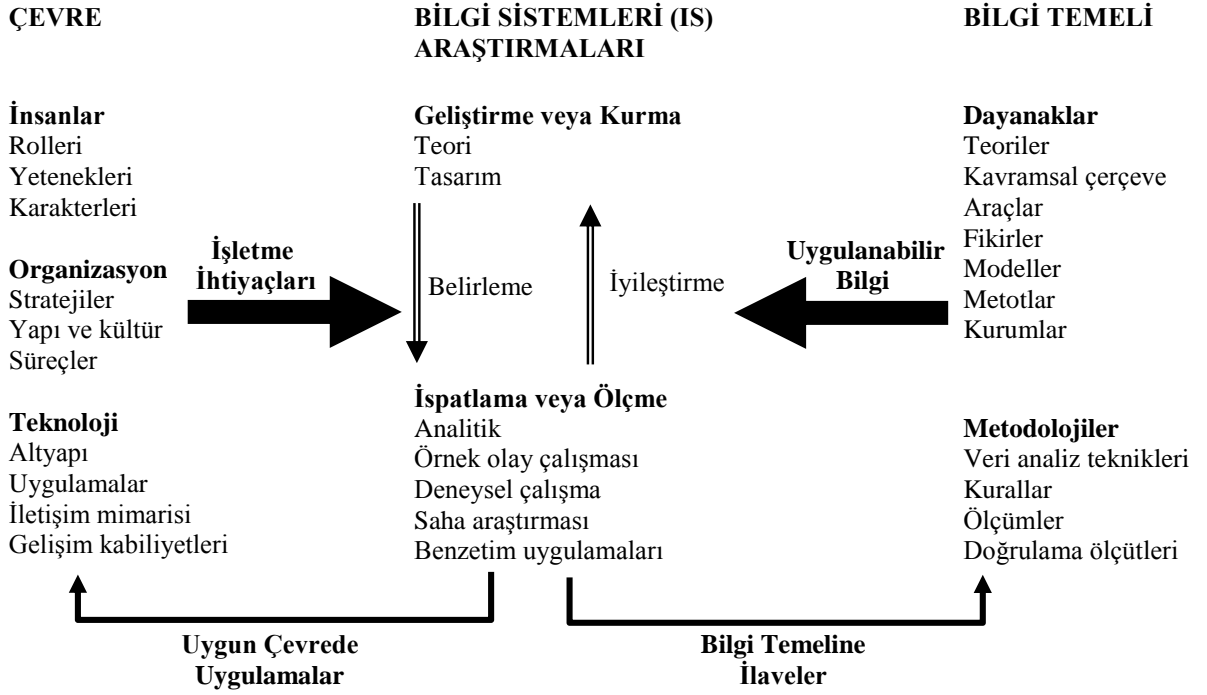 ÇEVRE
BİLGİ SİSTEMLERİ (IS)
ARAŞTIRMALARI
BİLGİ TEMELİ
İnsanlar
Rolleri
Yetenekleri
Karakterleri
Organizasyon
Stratejiler
Yapı ve kültür
Süreçler
Teknoloji
Altyapı
Uygulamalar
İletişim mimarisi
Gelişim kabiliyetleri
İşletme
İhtiyaçları
Geliştirme veya Kurma
Teori
Tasarım
Belirleme
İyileştirme
İspatlama veya Ölçme
Analitik
Örnek olay çalışması
Deneysel çalışma
Saha araştırması
Benzetim uygulamaları
Uygulanabilir
Bilgi
Dayanaklar
Teoriler
Kavramsal çerçeve
Araçlar
Fikirler
Modeller
Metotlar
Kurumlar
Metodolojiler
Veri analiz teknikleri
Kurallar
Ölçümler
Doğrulama ölçütleri
Uygun Çevrede
Uygulamalar
Bilgi Temeline
İlaveler